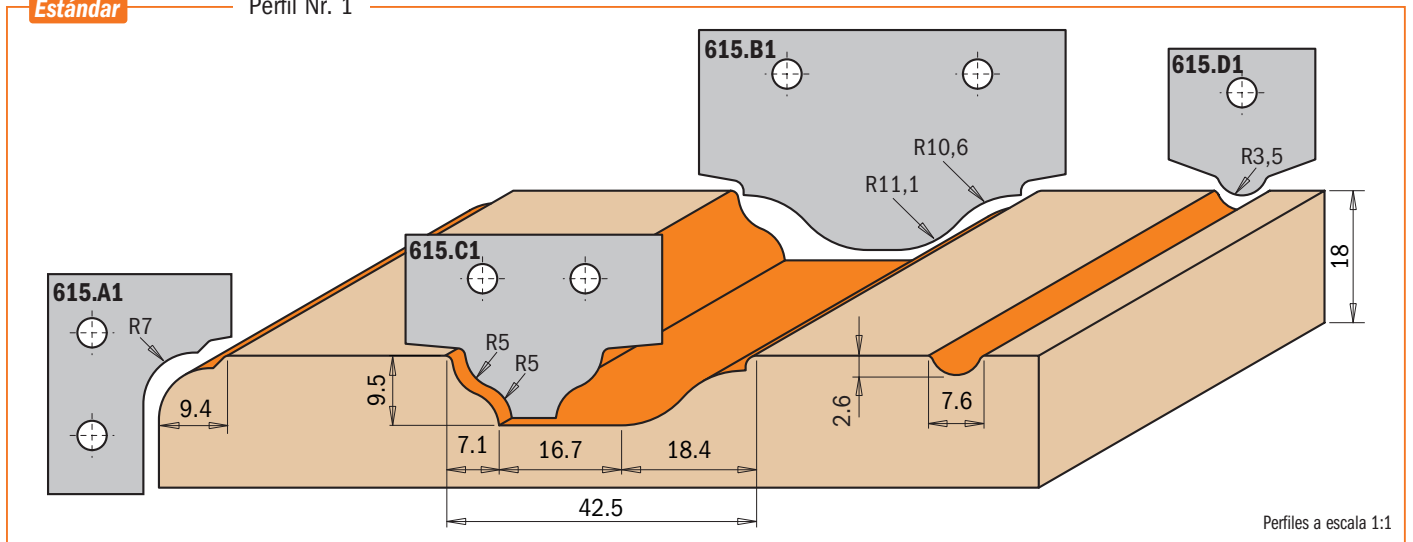 Estándar
Perfil Nr. 1
615.B1
615.D1
R10,6
R3,5
R11,1
615.C1
18
615.A1
R7
R5
R5
9.5
9.4
2.6
7.6
7.1
16.7
18.4
42.5
Perfiles a escala 1:1